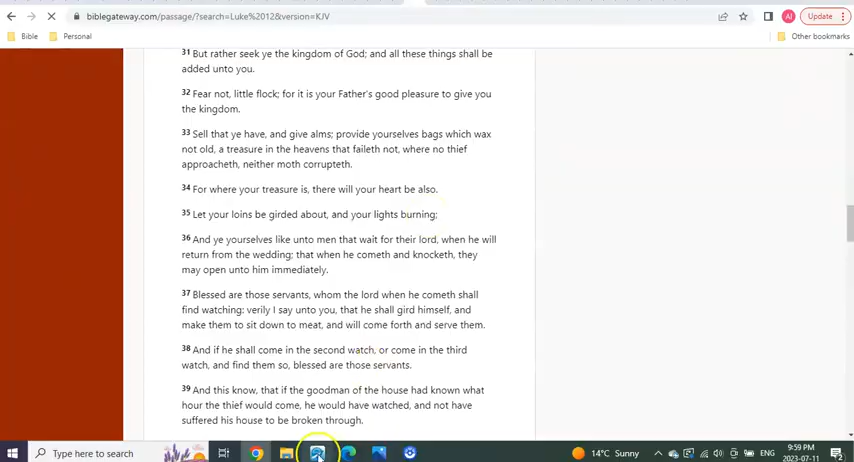 biblegateway.com/passage/?search=Luke%2012&version=KJV
AI
Update
Bible
Personal
Other bookmarks
31 But rather seek ye the kingdom of God; and all these things shall be
added unto you.
32 Fear not, little flock; for it is your Father's good pleasure to give you
the kingdom.
33 Sell that ye have, and give alms; provide yourselves bags which wax
not old, a treasure in the heavens that faileth not, where no thief
approacheth, neither moth corrupteth.
34 For where your treasure is, there will your heart be also.
35 Let your loins be girded about, and your lights burning;
36 And ye yourselves like unto men that wait for their lord, when he will
return from the wedding; that when he cometh and knocketh, they
may open unto him immediately.
37 Blessed are those servants, whom the lord when he cometh shall
find watching: verily I say unto you, that he shall gird himself, and
make them to sit down to meat, and will come forth and serve them.
38 And if he shall come in the second watch, or come in the third
watch, and find them so, blessed are those servants.
39 And this know, that if the goodman of the house had known what
hour the thief would come, he would have watched, and not have
suffered his house to be broken through.
Type here to search
14°C Sunny
ENG
9:59 PM
2023-07-11
2